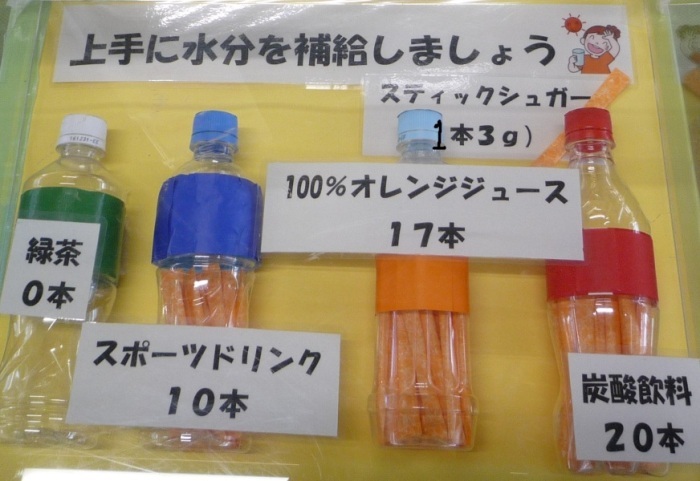 上手に水分を補給しましょう
スティックシュガー
1本3g)
100%オレンジジュース
17本
緑茶
0本
スポーツドリンク
10本
炭酸飲料
20本